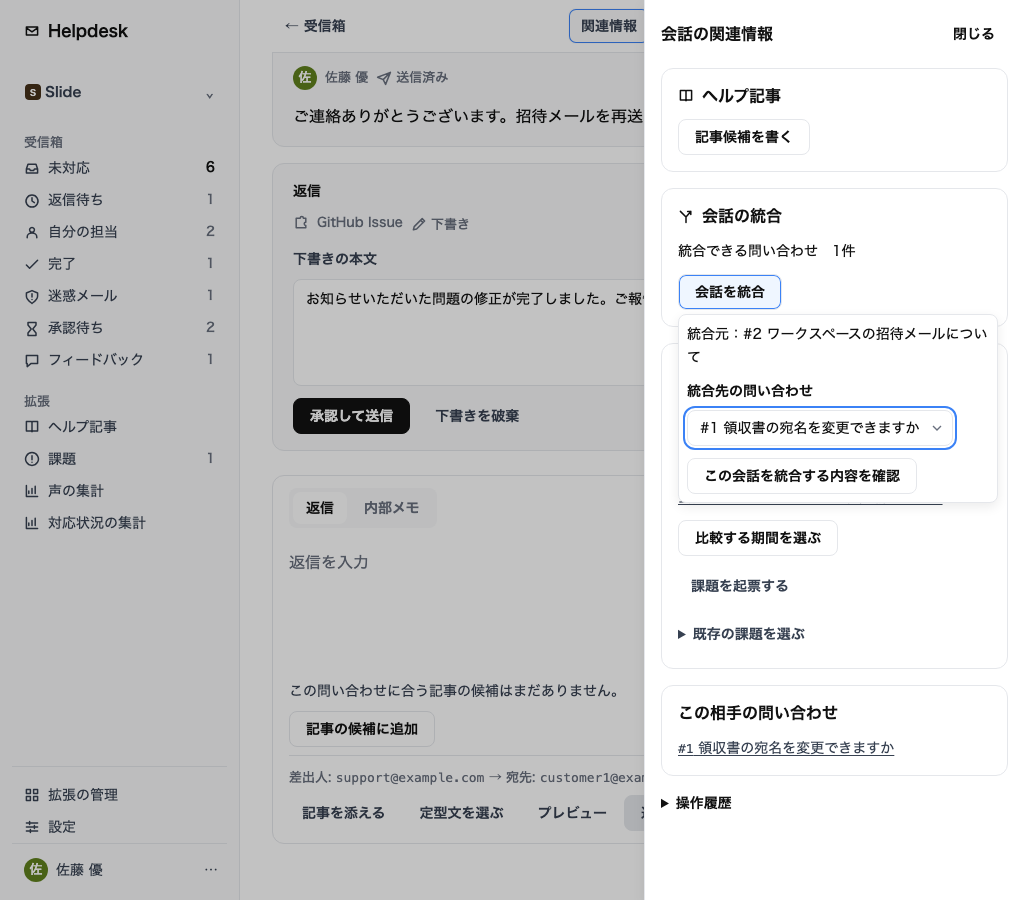 Helpdesk
S Slide
受信箱
未対応 6
返信待ち 1
自分の担当 2
完了 1
迷惑メール 1
承認待ち 2
フィードバック 1
拡張
ヘルプ記事
課題 1
声の集計
対応状況の集計
拡張の管理
設定
佐 佐藤 優 ...
← 受信箱
関連情報
佐 佐藤 優 送信済み
ご連絡ありがとうございます。招待メールを再送
返信
GitHub Issue 下書き
下書きの本文
お知らせいただいた問題の修正が完了しました。ご報
承認して送信 下書きを破棄
返信 内部メモ
返信を入力
この問い合わせに合う記事の候補はまだありません。
記事の候補に追加
差出人: support@example.com → 宛先: customer1@exam
記事を添える 定型文を選ぶ プレビュー
会話の関連情報 閉じる
ヘルプ記事
記事候補を書く
会話の統合
統合できる問い合わせ 1件
会話を統合
統合元：#2 ワークスペースの招待メールについ
て
統合先の問い合わせ
#1 領収書の宛名を変更できますか
この会話を統合する内容を確認
比較する期間を選ぶ
課題を起票する
▶ 既存の課題を選ぶ
この相手の問い合わせ
#1 領収書の宛名を変更できますか
▶ 操作履歴